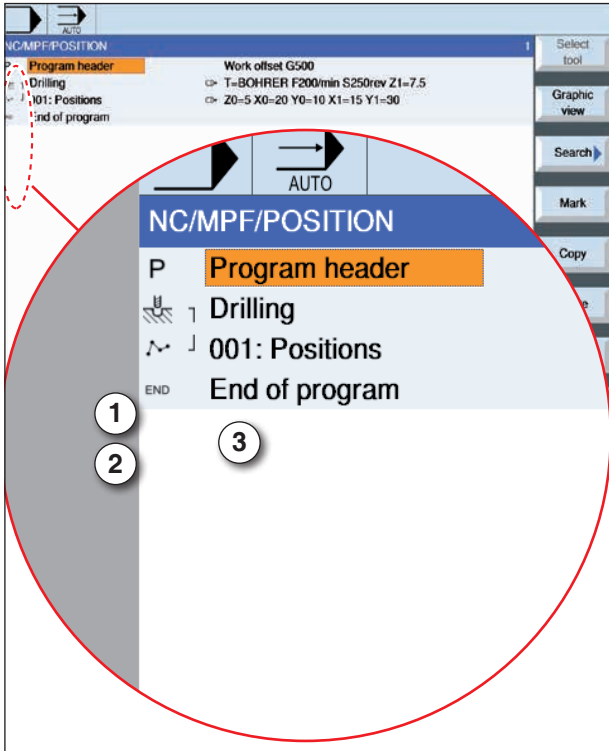 AUTO
NC/MPF/POSITION 1
P Program header Work offset G500
Drilling T=BOHRER F200/min S250rev Z1=7.5
001: Positions Z0=5 X0=20 Y0=10 X1=15 Y1=30
End of program
Select
tool
Graphic
view
Search
Mark
Copy
e
AUTO
NC/MPF/POSITION
P Program header
Drilling
001: Positions
END End of program
1
2
3